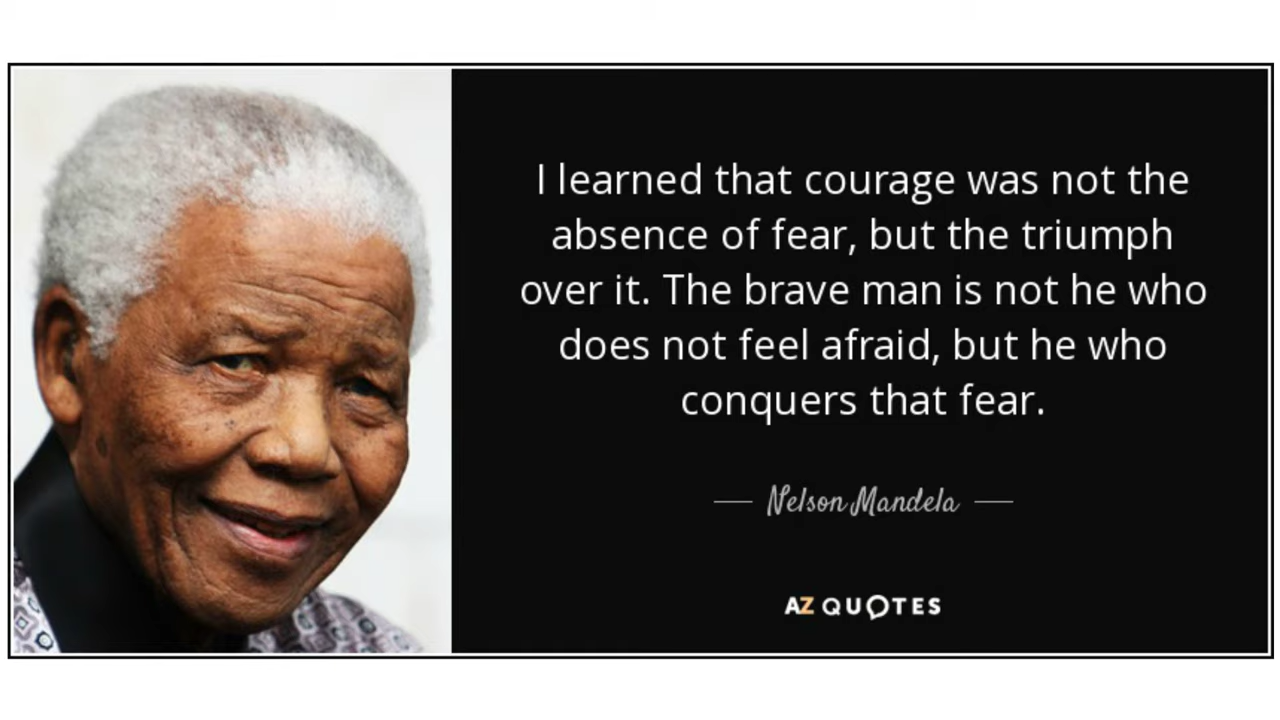 I learned that courage was not the
absence of fear, but the triumph
over it. The brave man is not he who
does not feel afraid, but he who
conquers that fear.
Nelson Mandela
AZ QUOTES